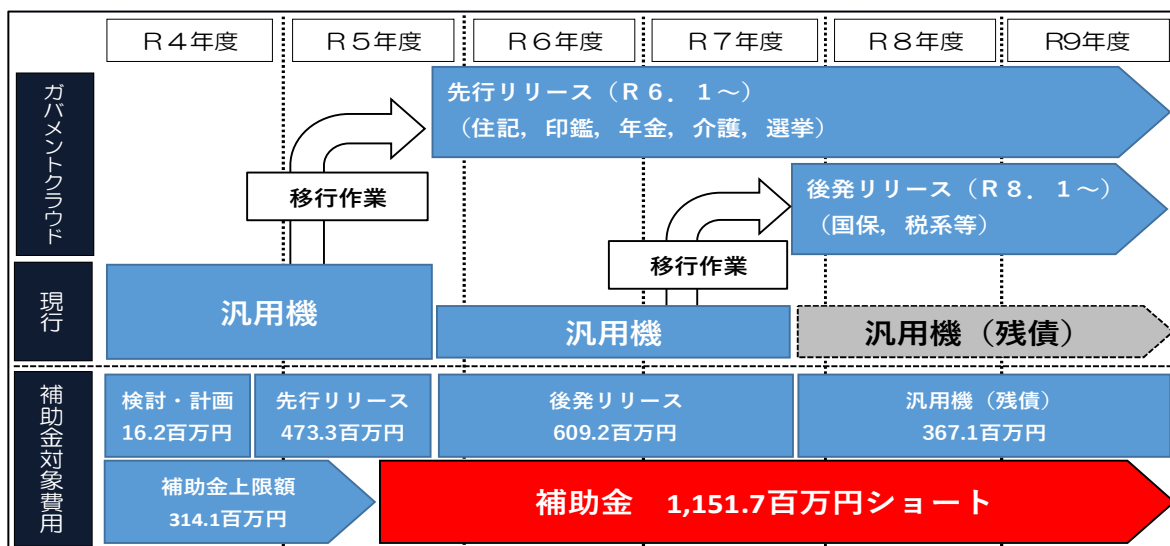 R4年度
R5年度
R6年度
R7年度
R8年度
R9年度
ガバメントクラウド
先行リリース（R6．1～）
（住記，印鑑，年金，介護，選挙）
移行作業
後発リリース（R8．1～）
（国保，税系等）
移行作業
現行
汎用機
汎用機
汎用機（残債）
補助金対象費用
検討・計画
16.2百万円
先行リリース
473.3百万円
後発リリース
609.2百万円
汎用機（残債）
367.1百万円
補助金上限額
314.1百万円
補助金　1,151.7百万円ショート